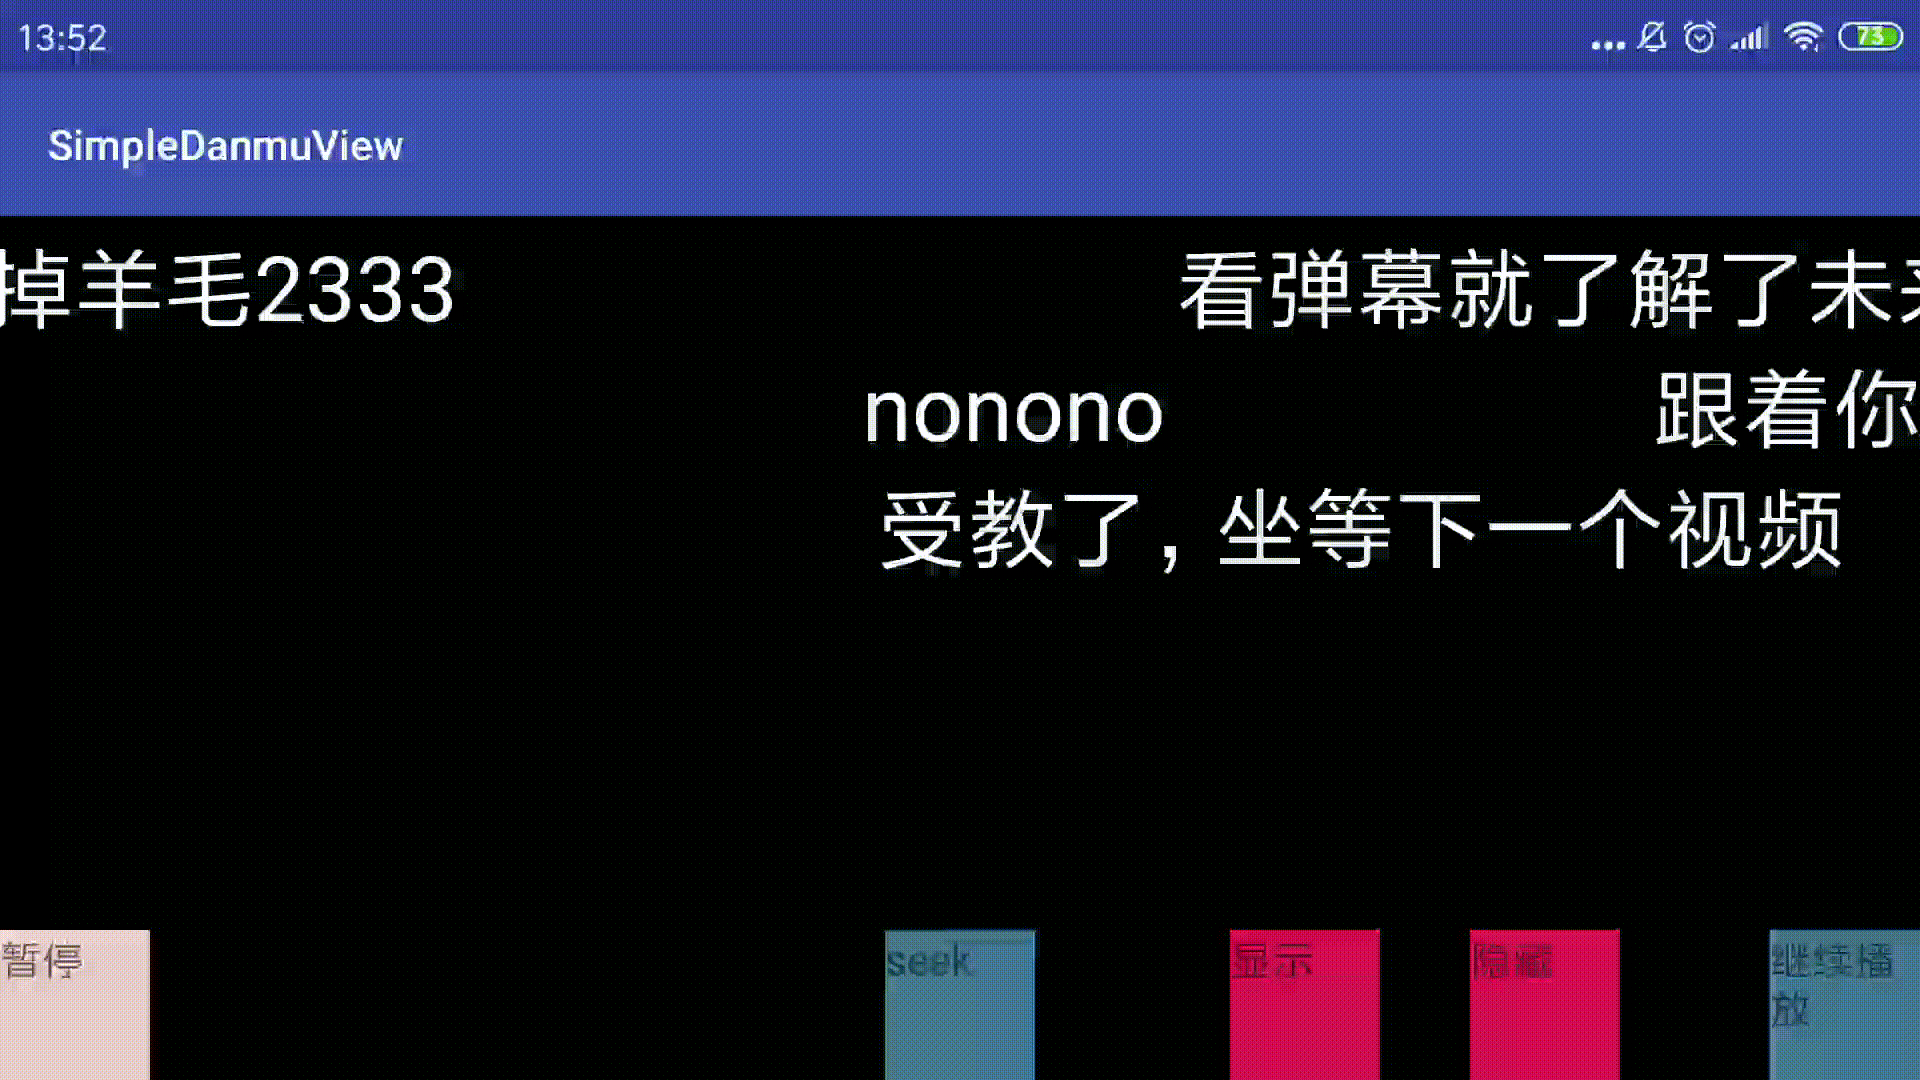 13:52
73
SimpleDanmuView
掉羊毛2333
看弹幕就了解了未来
nonono
跟着你
受教了，坐等下一个视频
暂停
seek
显示
隐藏
继续播
放